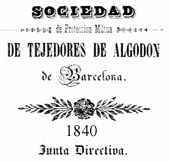 SOCIEDAD
de Protección Mútua
DE TEJEDORES DE ALGODON
de Barcelona.
1840
Junta Directiva.